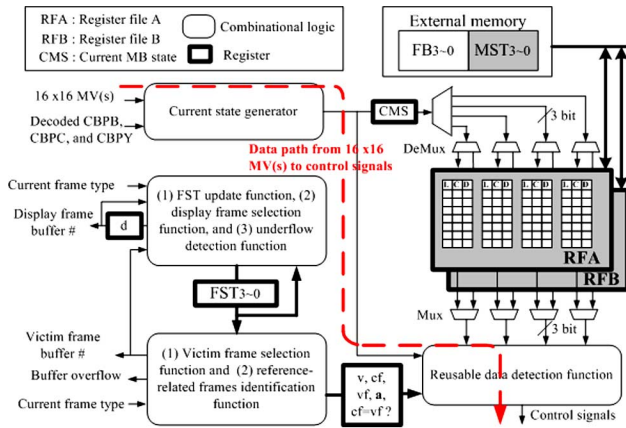 RFA : Register file A
RFB : Register file B
CMS : Current MB state
Combinational logic
Register
External memory
FB3~0
MST3~0
16 x16 MV(s)
Decoded CBPB,
CBPC, and CBPY
Current state generator
CMS
3 bit
DeMux
Data path from 16 x16
MV(s) to control signals
Current frame type
Display frame
buffer #
d
(1) FST update function, (2)
display frame selection
function, and (3) underflow
detection function
L C D
L C D
L C D
L C D
RFA
RFB
FST3~0
Mux
3 bit
Victim frame
buffer #
Buffer overflow
Current frame type
(1) Victim frame selection
function and (2) reference-
related frames identification
function
v, cf,
vf, a,
cf=vf ?
Reusable data detection function
Control signals